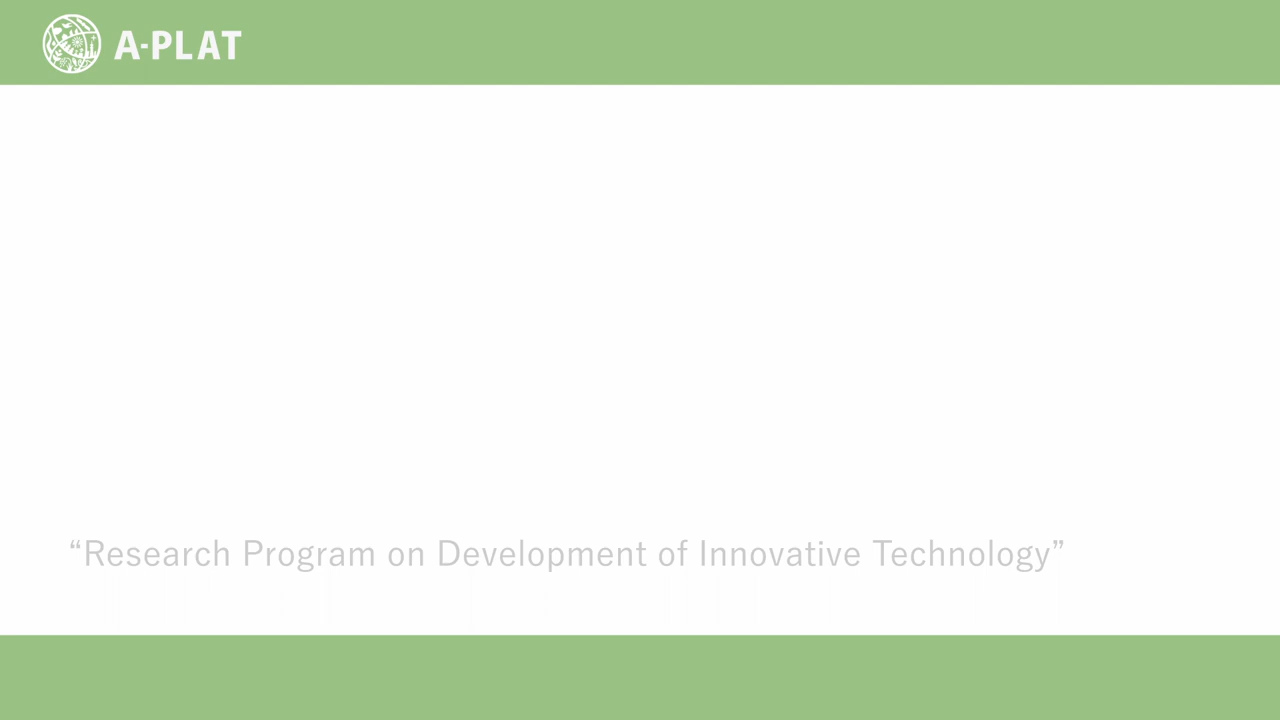 A-PLAT
“Research Program on Development of Innovative Technology”